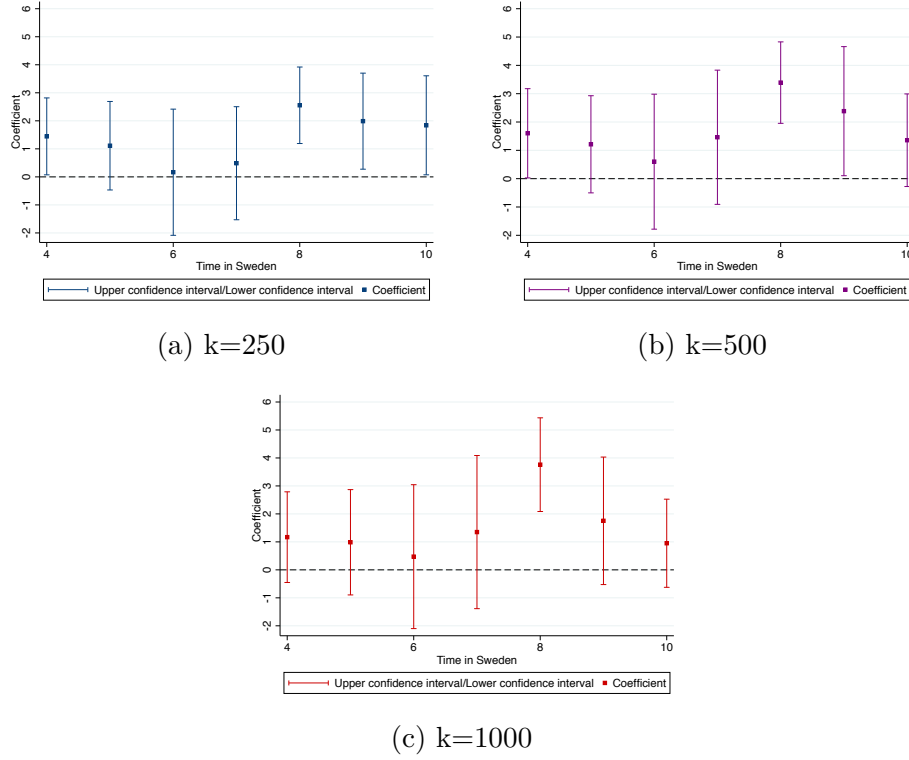 6
5
4
3
2
1
0
-1
-2
Coefficient
4 6 8 10
Time in Sweden
Upper confidence interval/Lower confidence interval Coefficient
(a) k=250
6
5
4
3
2
1
0
-1
-2
Coefficient
4 6 8 10
Time in Sweden
Upper confidence interval/Lower confidence interval Coefficient
(b) k=500
6
5
4
3
2
1
0
-1
-2
Coefficient
4 6 8 10
Time in Sweden
Upper confidence interval/Lower confidence interval Coefficient
(c) k=1000